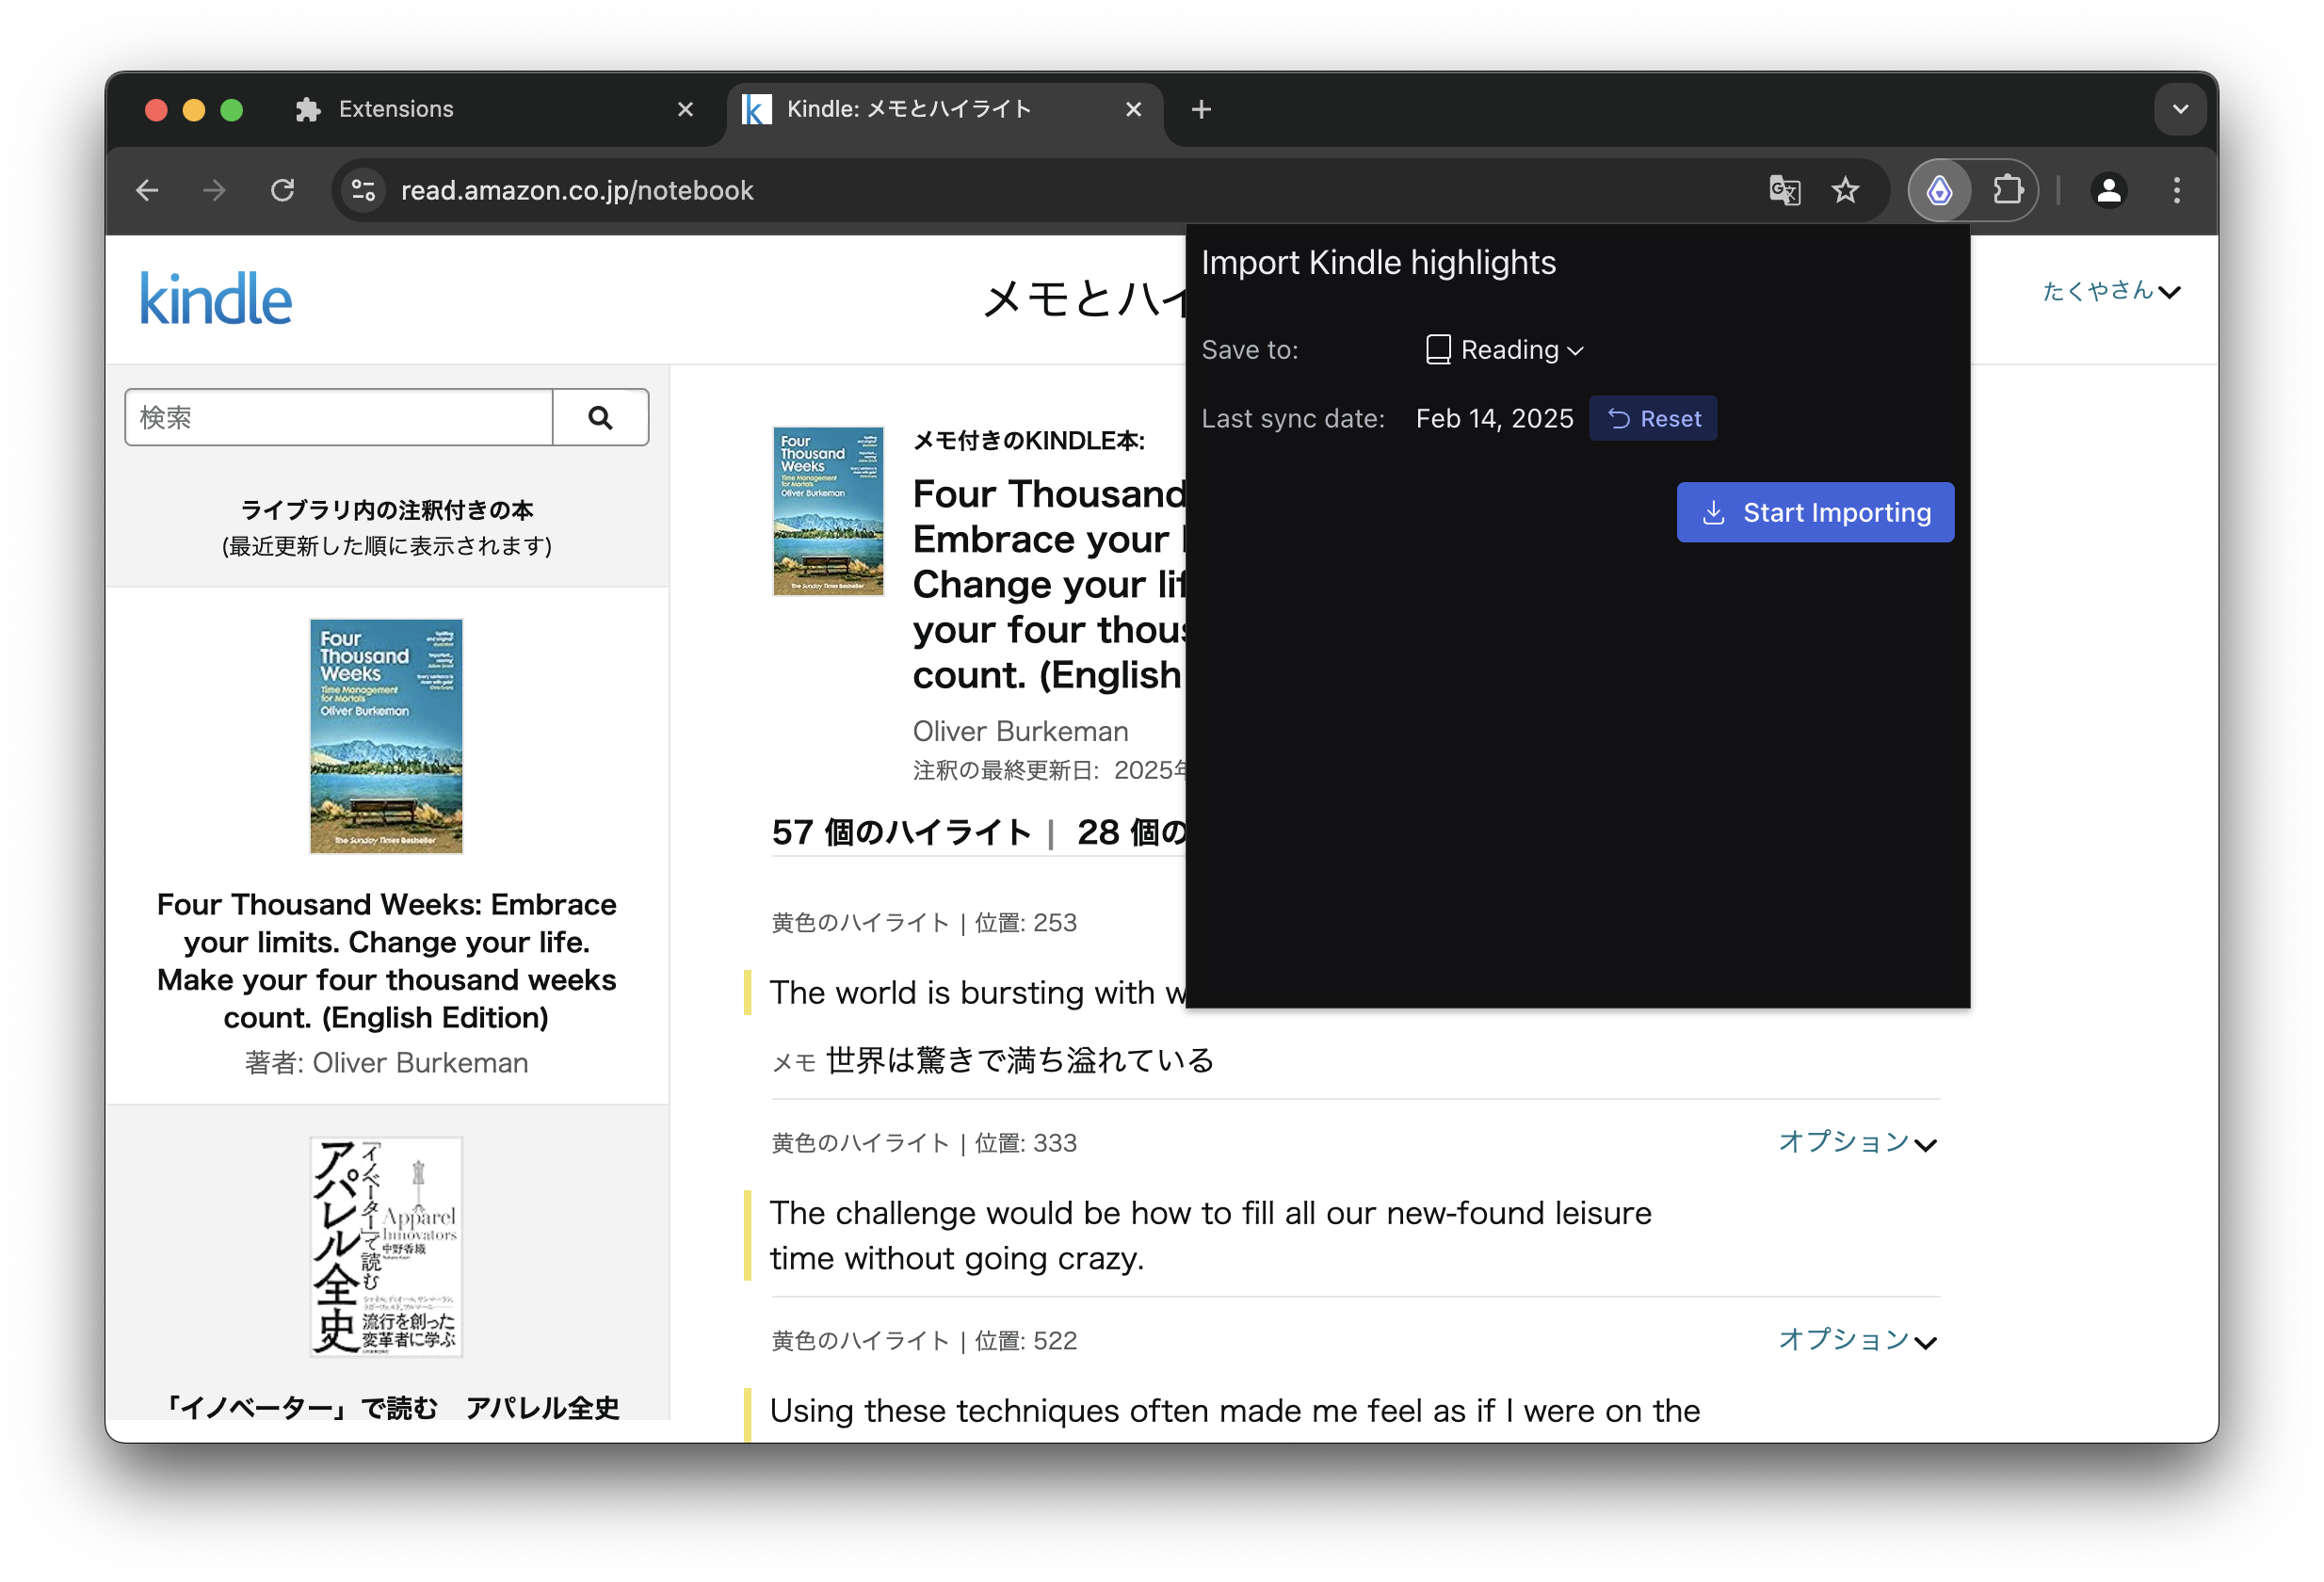 Extensions
Kindle: メモとハイライト
read.amazon.co.jp/notebook
kindle
メモとハイ
たくやさん
Import Kindle highlights
Save to:
Reading
Last sync date:
Feb 14, 2025
Reset
Start Importing
検索
ライブラリ内の注釈付きの本
(最近更新した順に表示されます)
Four
Thousand
Weeks
Time Management
for Mortals
Oliver Burkeman
The Sunday Times Bestseller
Four Thousand Weeks: Embrace
your limits. Change your life.
Make your four thousand weeks
count. (English Edition)
著者: Oliver Burkeman
「イノベーター」で読む
アパレル全史
Apparel
Innovators
中野香織
流行を創った
変革者に学ぶ
「イノベーター」で読む　アパレル全史
Four
Thousand
Weeks
Time Management
for Mortals
Oliver Burkeman
The Sunday Times Bestseller
メモ付きのKINDLE本:
Four Thousand
Embrace your
Change your lif
your four thous
count. (English
Oliver Burkeman
注釈の最終更新日: 2025年
57 個のハイライト | 28 個の
黄色のハイライト | 位置: 253
The world is bursting with w
メモ 世界は驚きで満ち溢れている
黄色のハイライト | 位置: 333
オプション
The challenge would be how to fill all our new-found leisure
time without going crazy.
黄色のハイライト | 位置: 522
オプション
Using these techniques often made me feel as if I were on the